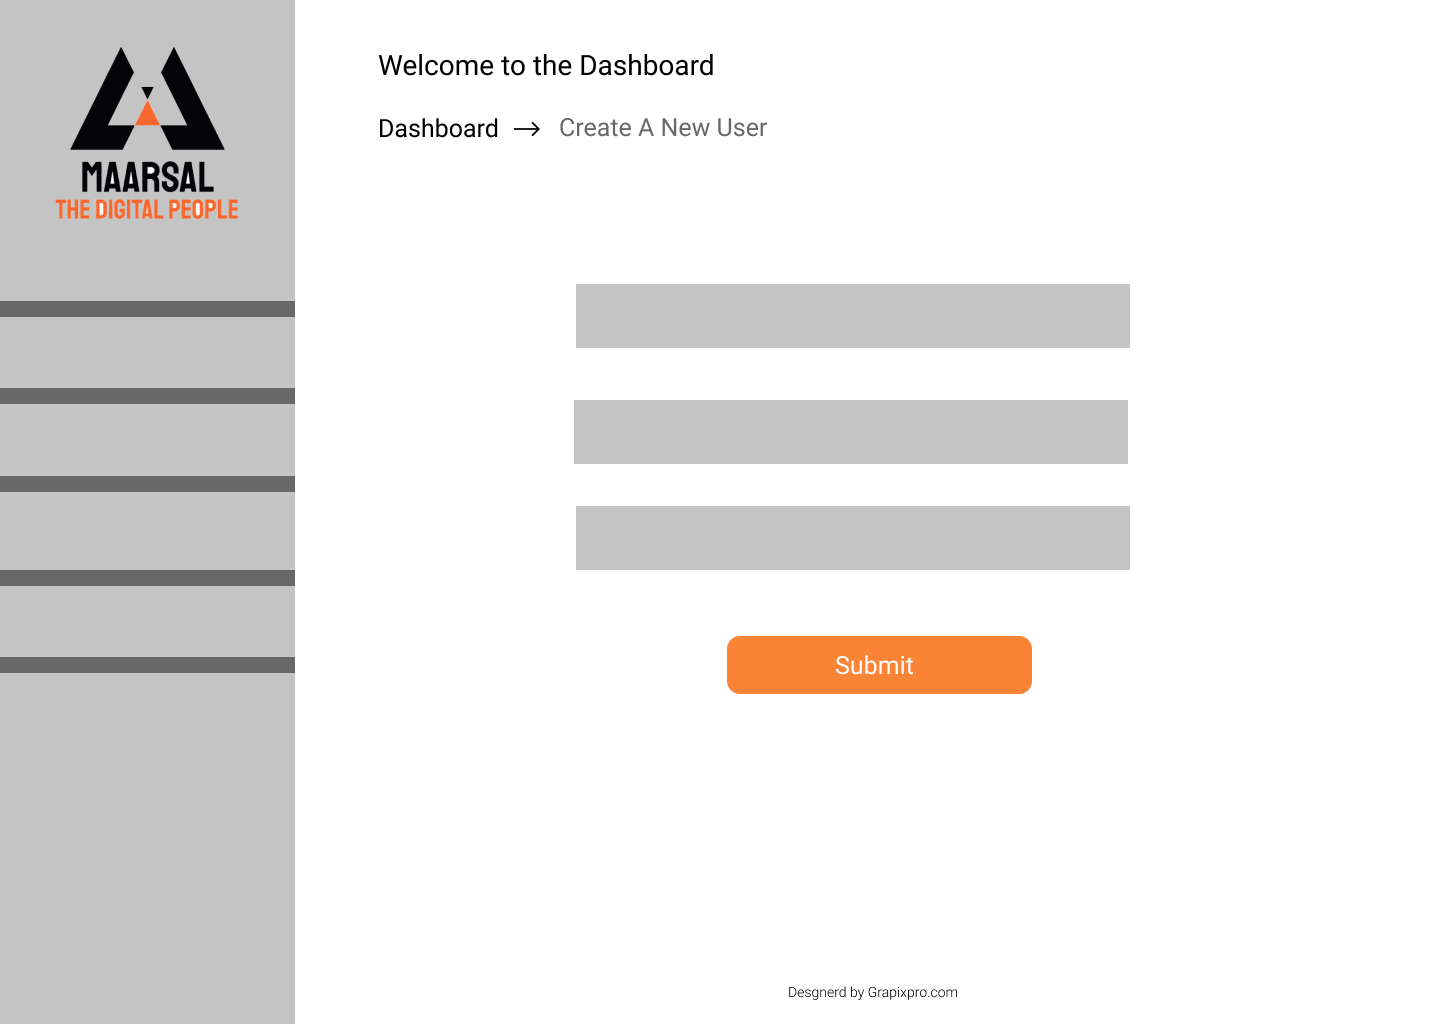 MAARSAL
THE DIGITAL PEOPLE
Welcome to the Dashboard
Dashboard → Create A New User
Submit
Desgnerd by Grapixpro.com